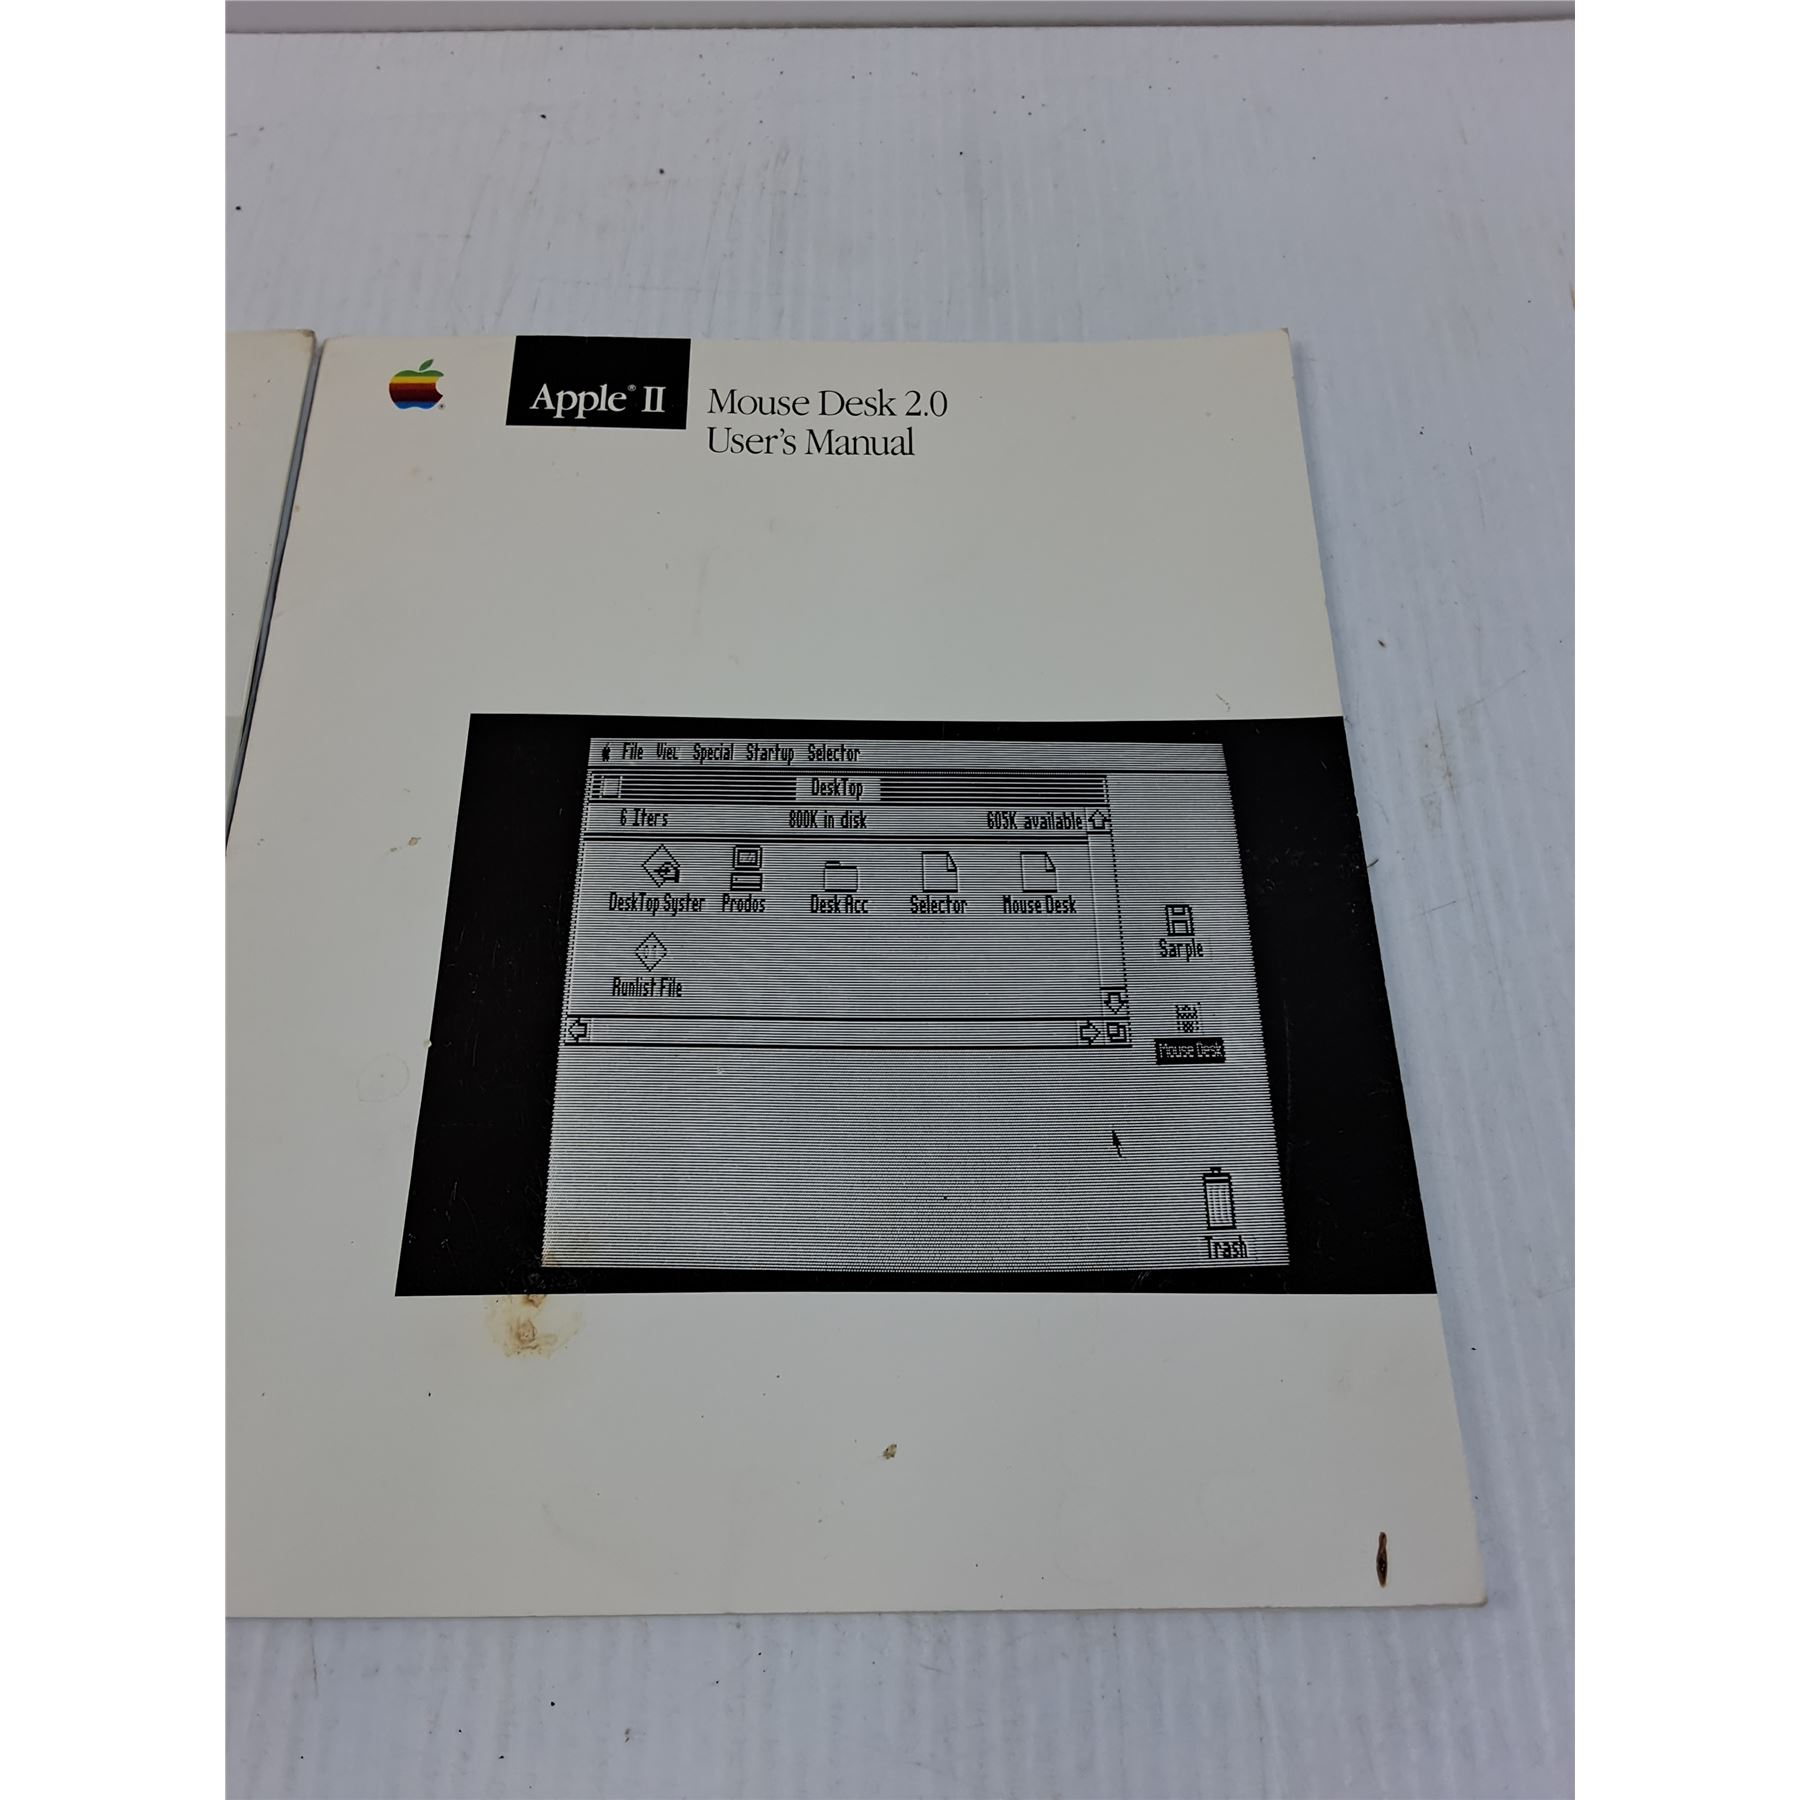 Apple® II
Mouse Desk 2.0
User's Manual
File View Special Startup Selector
DeskTop
6 Items 800K in disk 605K available
DeskTop System Prodos Desk Acc Selector Mouse Desk
Sample
Runlist File
Mouse Desk
Trash